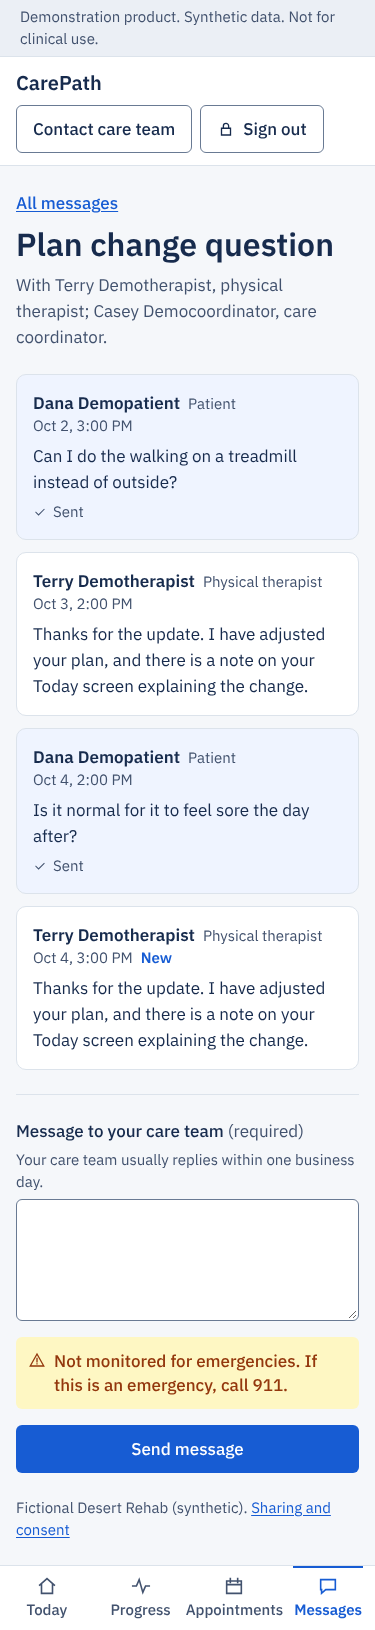 Demonstration product. Synthetic data. Not for
clinical use.
CarePath
Contact care team
Sign out
All messages
Plan change question
With Terry Demotherapist, physical
therapist; Casey Democoordinator, care
coordinator.
Dana Demopatient Patient
Oct 2, 3:00 PM
Can I do the walking on a treadmill
instead of outside?
Sent
Terry Demotherapist Physical therapist
Oct 3, 2:00 PM
Thanks for the update. I have adjusted
your plan, and there is a note on your
Today screen explaining the change.
Dana Demopatient Patient
Oct 4, 2:00 PM
Is it normal for it to feel sore the day
after?
Sent
Terry Demotherapist Physical therapist
Oct 4, 3:00 PM New
Thanks for the update. I have adjusted
your plan, and there is a note on your
Today screen explaining the change.
Message to your care team (required)
Your care team usually replies within one business
day.
Not monitored for emergencies. If
this is an emergency, call 911.
Send message
Fictional Desert Rehab (synthetic). Sharing and
consent
Today Progress Appointments Messages